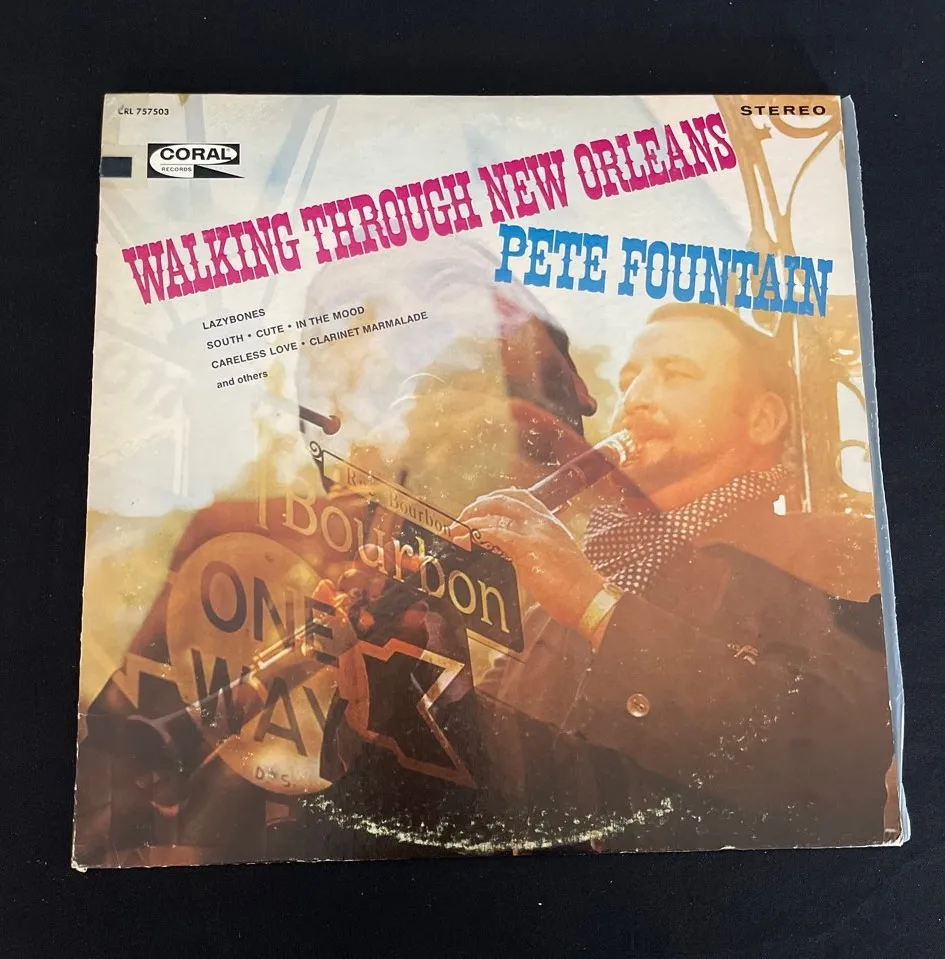 CRL 757503
STEREO
CORAL
RECORDS
WALKING THROUGH NEW ORLEANS
PETE FOUNTAIN
LAZYBONES
SOUTH • CUTE • IN THE MOOD
CARELESS LOVE • CLARINET MARMALADE
and others
Bourbon
Bourbon
ONE
WAY